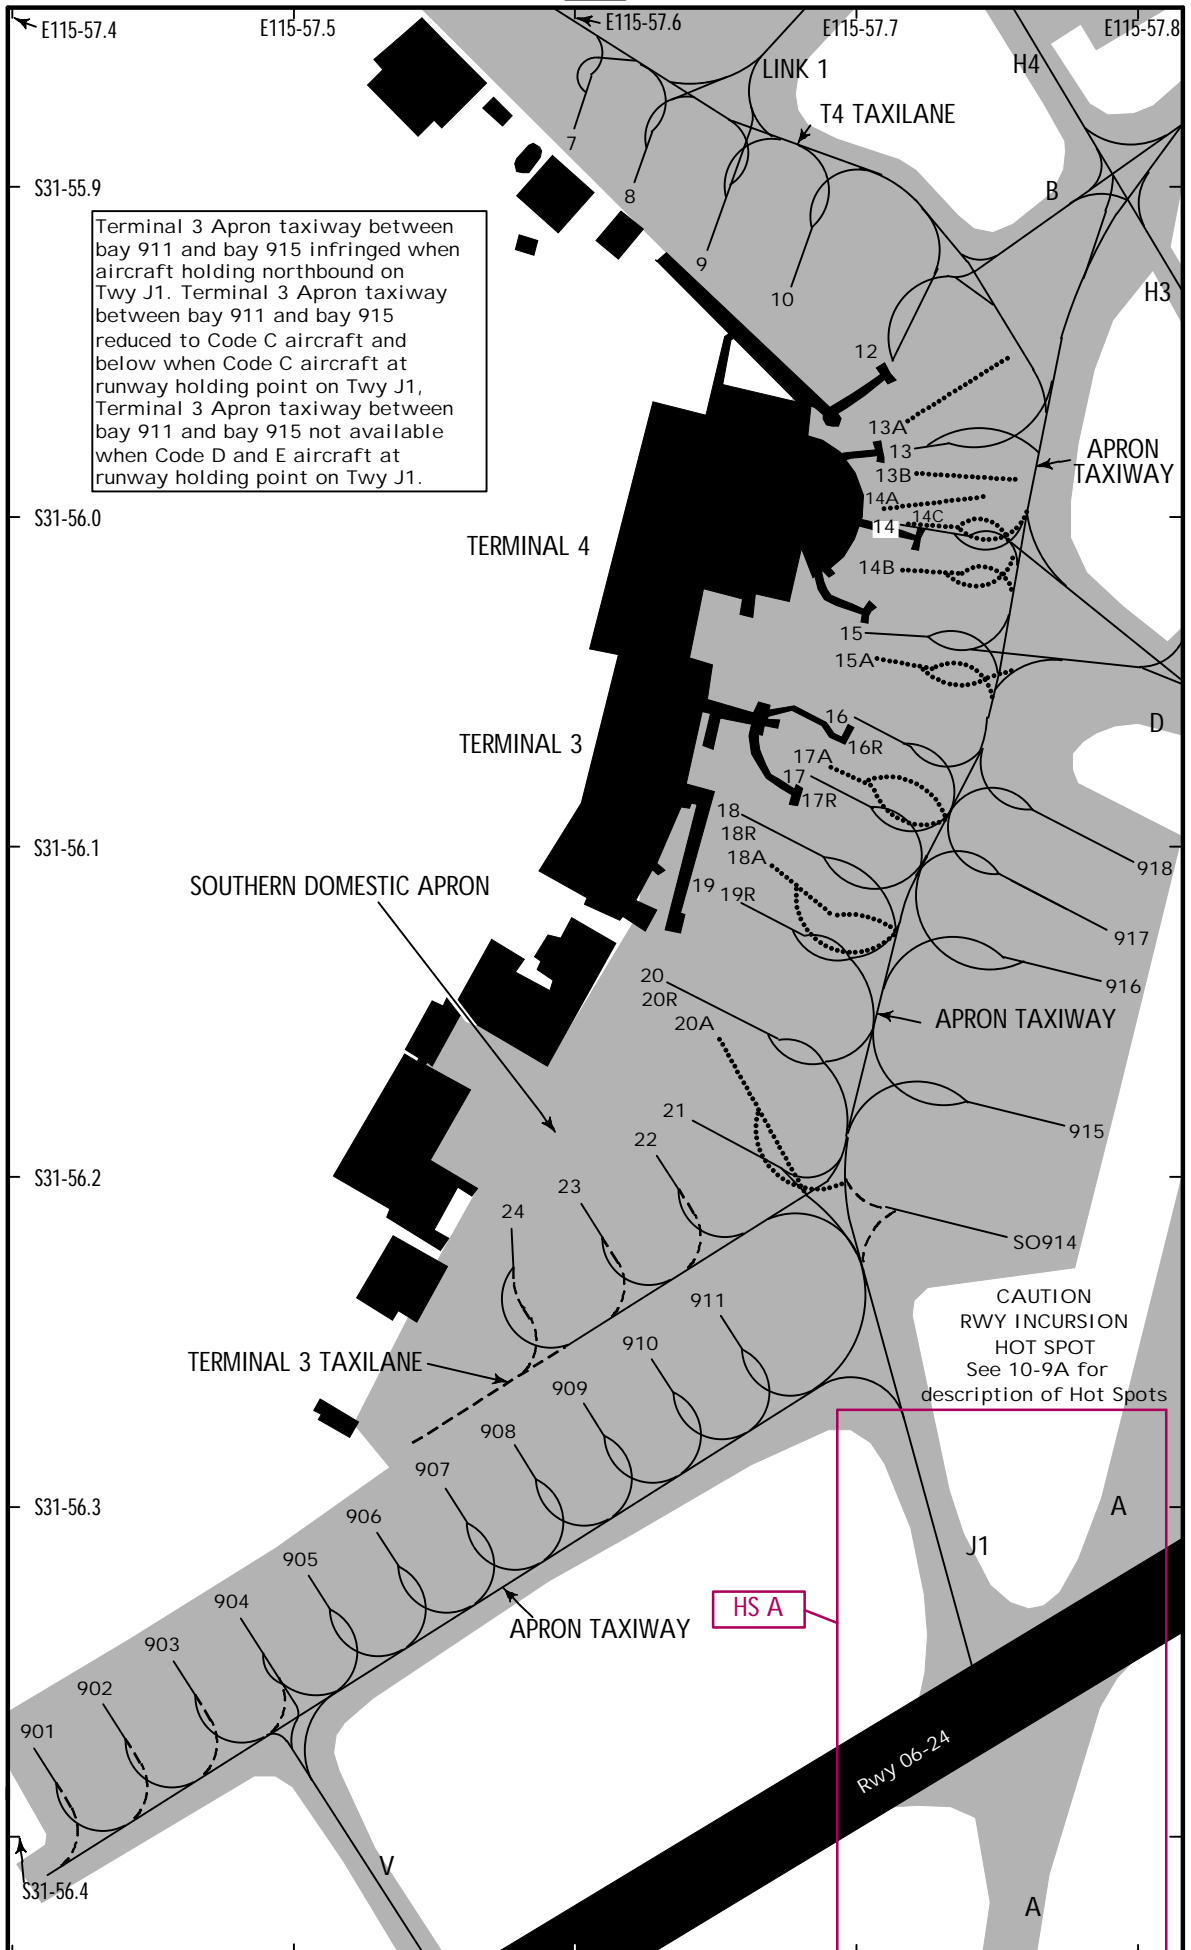 E115-57.4
E115-57.5
E115-57.6
E115-57.7
E115-57.8
H4
LINK 1
T4 TAXILANE
7
8
B
S31-55.9
Terminal 3 Apron taxiway between
bay 911 and bay 915 infringed when
aircraft holding northbound on
Twy J1. Terminal 3 Apron taxiway
between bay 911 and bay 915
reduced to Code C aircraft and
below when Code C aircraft at
runway holding point on Twy J1,
Terminal 3 Apron taxiway between
bay 911 and bay 915 not available
when Code D and E aircraft at
runway holding point on Twy J1.
9
10
H3
12
13A
13
13B
14A
14C
14
14B
APRON
TAXIWAY
S31-56.0
TERMINAL 4
15
15A
16
16R
17A
17
17R
D
TERMINAL 3
18
18R
18A
19
19R
S31-56.1
918
917
916
SOUTHERN DOMESTIC APRON
20
20R
20A
APRON TAXIWAY
21
22
23
24
915
S31-56.2
SO914
CAUTION
RWY INCURSION
HOT SPOT
See 10-9A for
description of Hot Spots
911
910
909
908
907
906
905
904
903
902
901
TERMINAL 3 TAXILANE
S31-56.3
A
J1
HS A
APRON TAXIWAY
Rwy 06-24
V
S31-56.4
A